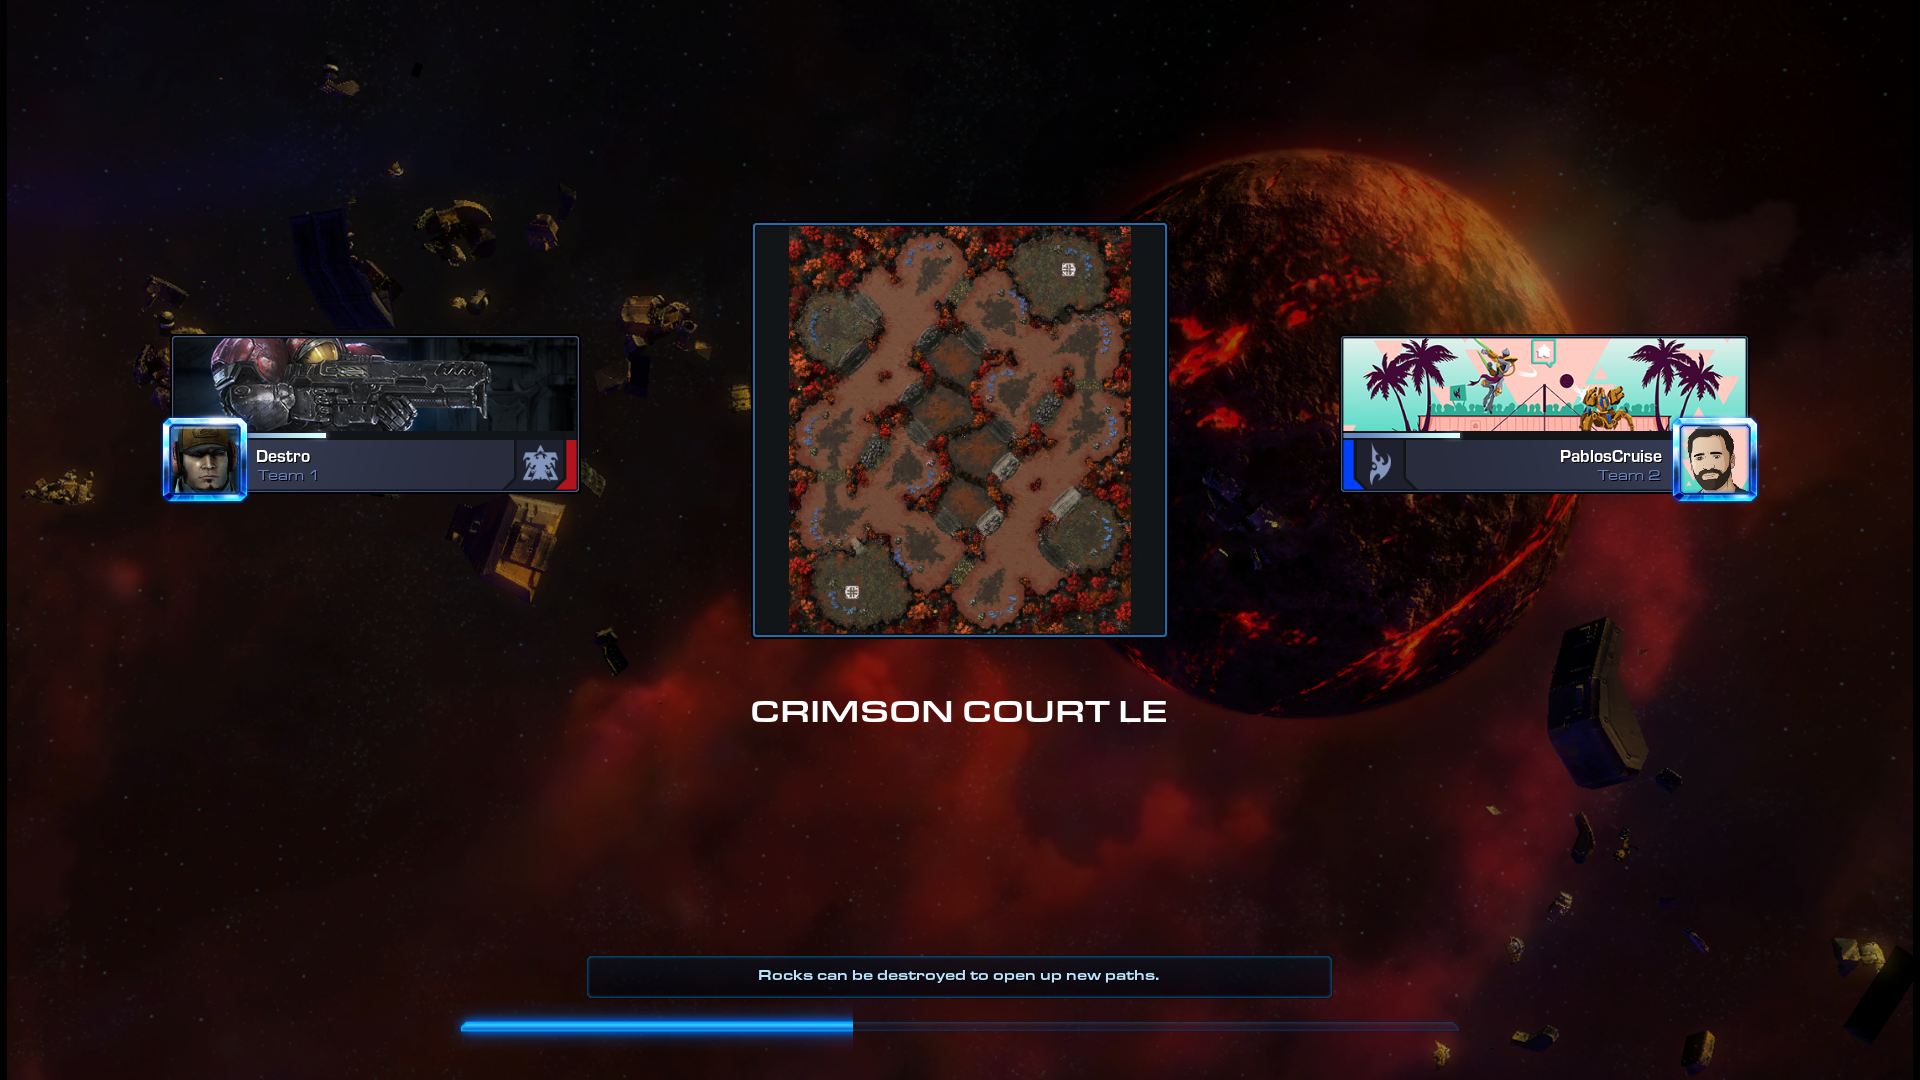 Destro
Team 1
PablosCruise
Team 2
CRIMSON COURT LE
Rocks can be destroyed to open up new paths.